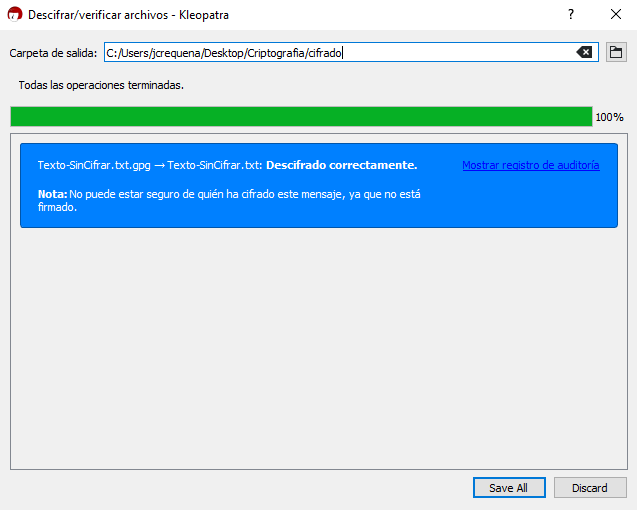 Descifrar/verificar archivos - Kleopatra
Carpeta de salida: C:/Users/jcrequena/Desktop/Criptografia/cifrado
Todas las operaciones terminadas.
100%
Texto-SinCifrar.txt.gpg → Texto-SinCifrar.txt: Descifrado correctamente. Mostrar registro de auditoría
Nota: No puede estar seguro de quién ha cifrado este mensaje, ya que no está
firmado.
Save All Discard